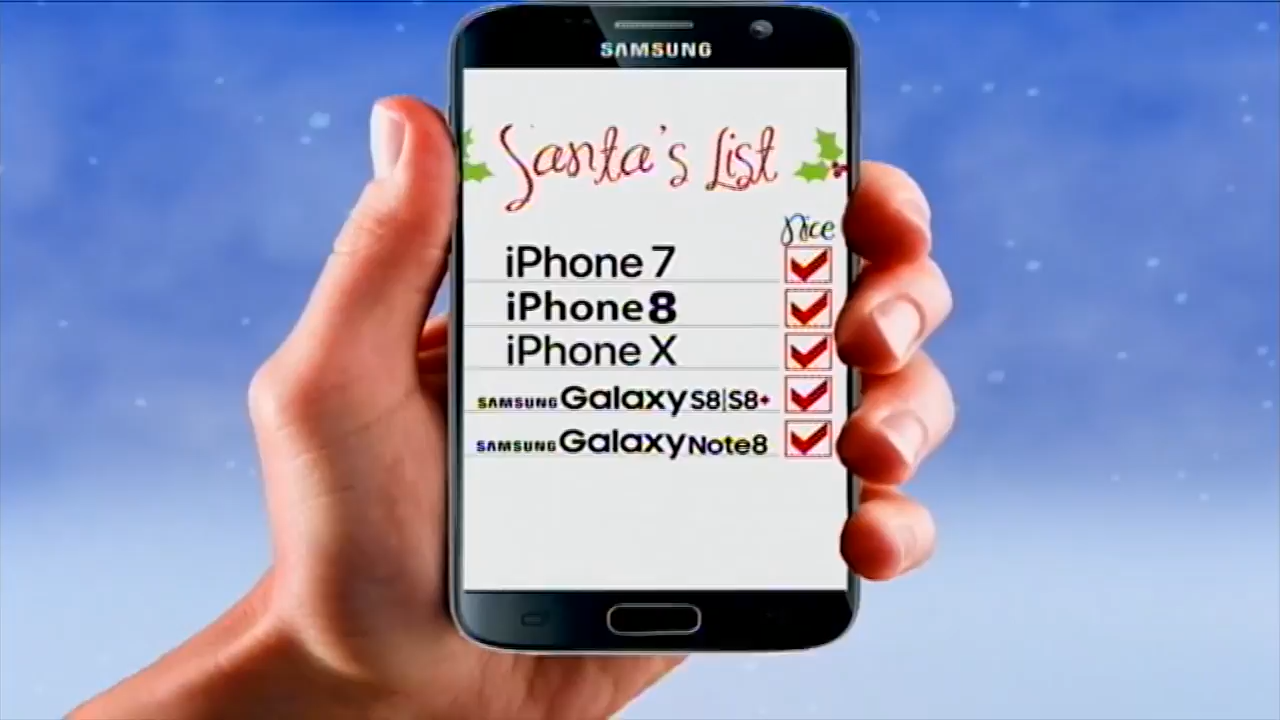 SAMSUNG
Santa's List
Nice
iPhone 7
iPhone 8
iPhone X
SAMSUNG Galaxy S8|S8+
SAMSUNG Galaxy Note8